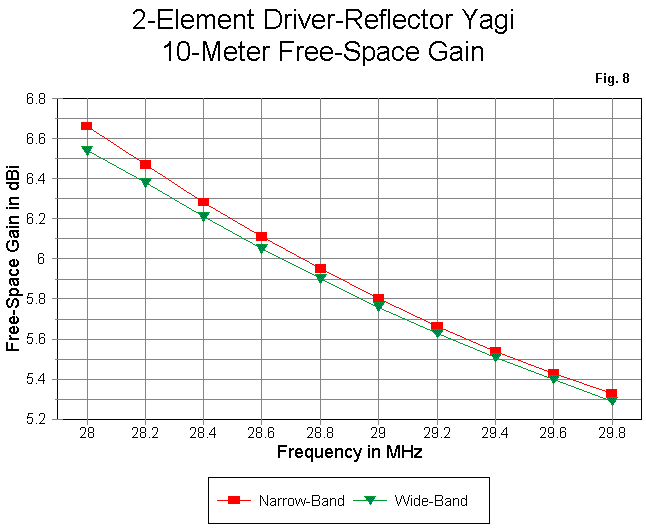 2-Element Driver-Reflector Yagi
10-Meter Free-Space Gain
Fig. 8
Free-Space Gain in dBi
6.8
6.6
6.4
6.2
6
5.8
5.6
5.4
5.2
28 28.2 28.4 28.6 28.8 29 29.2 29.4 29.6 29.8
Frequency in MHz
Narrow-Band Wide-Band